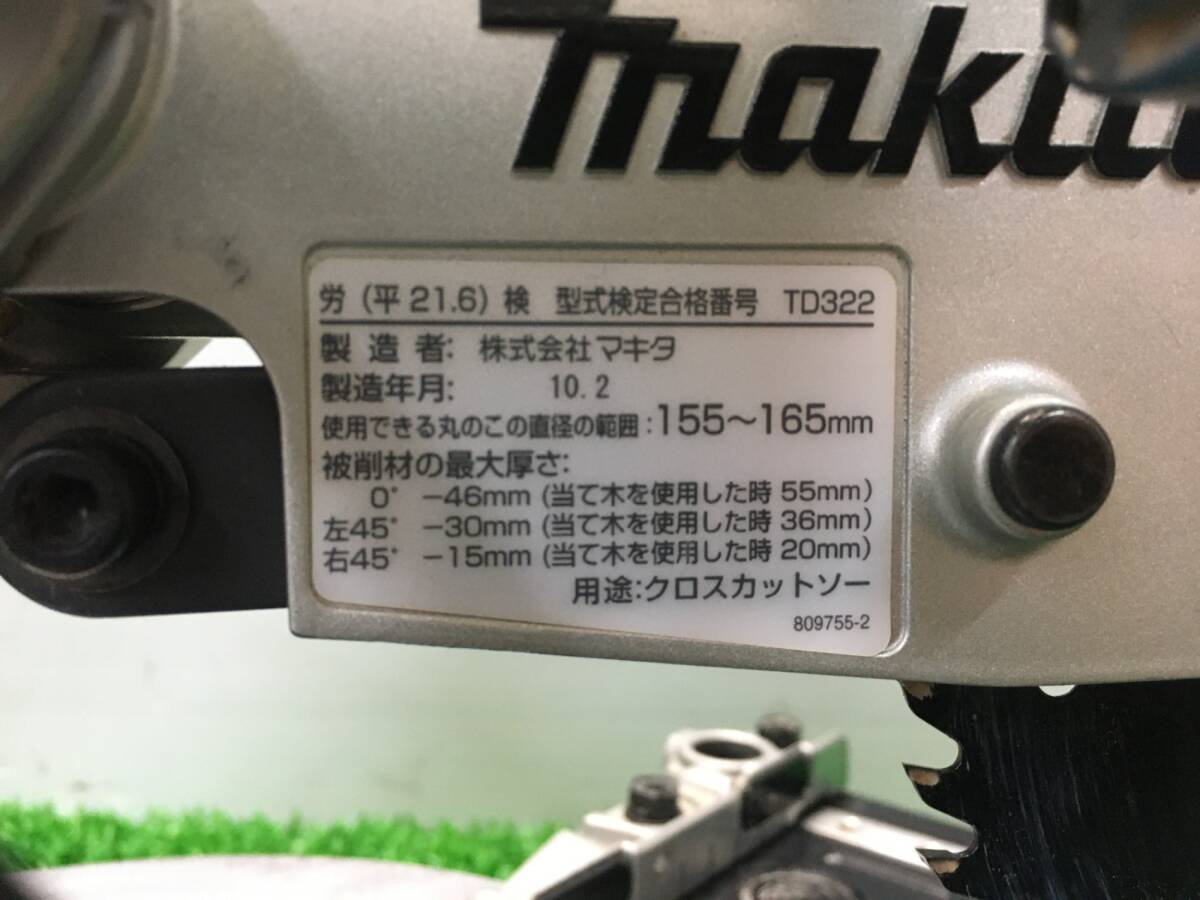 makita
労 (平 21.6) 検 型式検定合格番号 TD322
製 造 者: 株式会社 マキタ
製造年月: 10.2
使用できる丸のこの直径の範囲:155〜165mm
被削材の最大厚さ:
0° −46mm (当て木を使用した時 55mm)
左45° −30mm (当て木を使用した時 36mm)
右45° −15mm (当て木を使用した時 20mm)
用途:クロスカットソー
809755-2